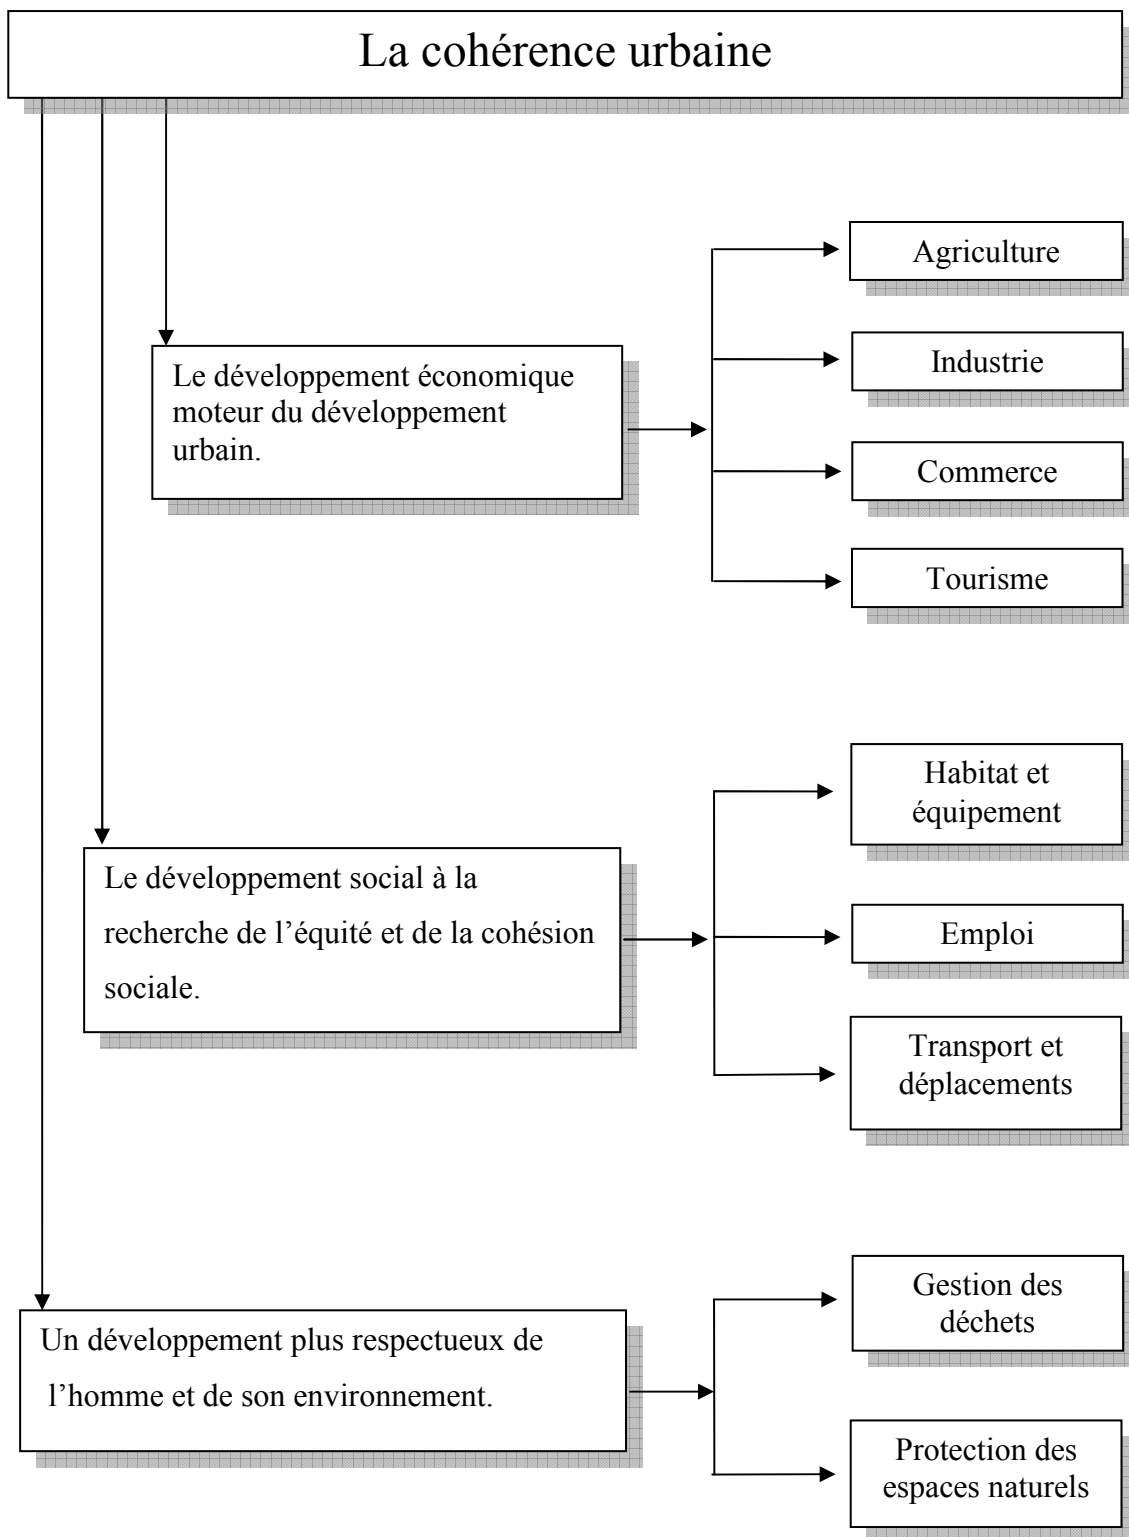 La cohérence urbaine
Agriculture
Le développement économique
moteur du développement
urbain.
Industrie
Commerce
Tourisme
Habitat et
équipement
Le développement social à la
recherche de l’équité et de la cohésion
sociale.
Emploi
Transport et
déplacements
Gestion des
déchets
Un développement plus respectueux de
l’homme et de son environnement.
Protection des
espaces naturels